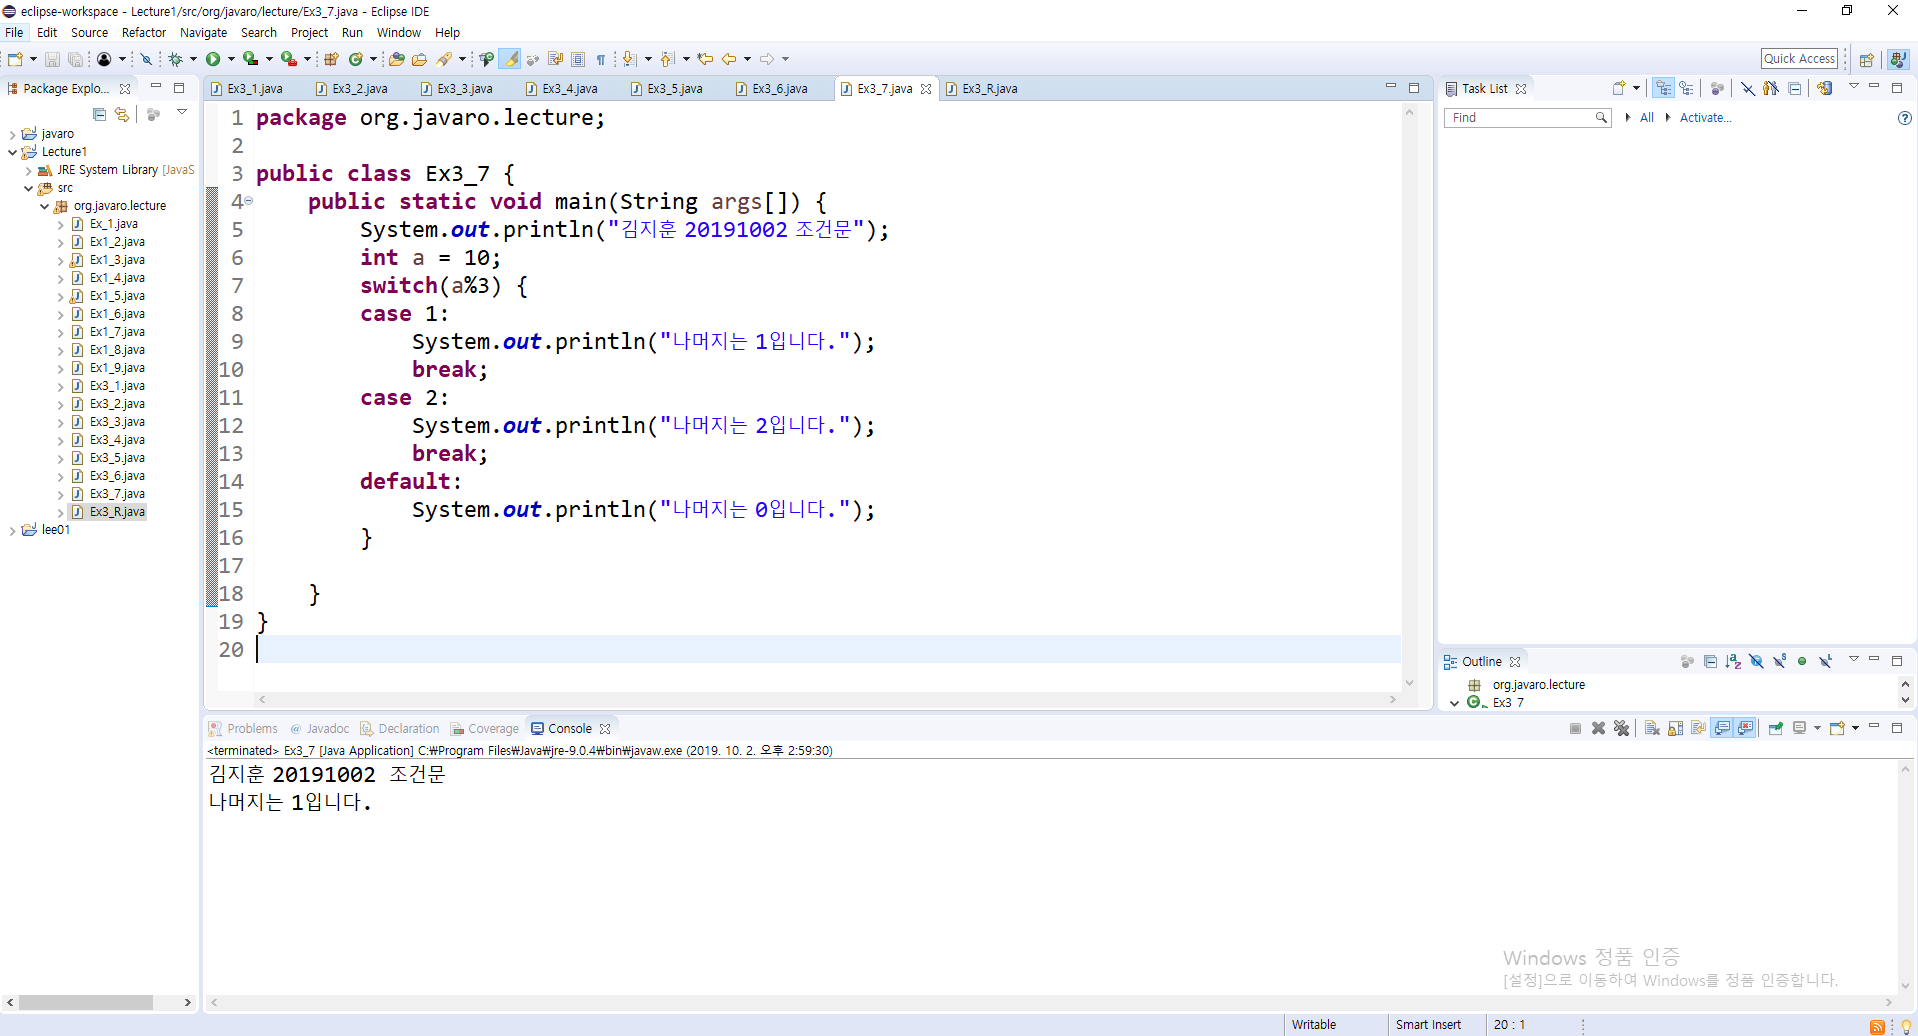 eclipse-workspace - Lecture1/src/org/javaro/lecture/Ex3_7.java - Eclipse IDE
File Edit Source Refactor Navigate Search Project Run Window Help
Quick Access
Package Explo...
javaro
Lecture1
JRE System Library [JavaS
src
org.javaro.lecture
Ex_1.java
Ex1_2.java
Ex1_3.java
Ex1_4.java
Ex1_5.java
Ex1_6.java
Ex1_7.java
Ex1_8.java
Ex1_9.java
Ex3_1.java
Ex3_2.java
Ex3_3.java
Ex3_4.java
Ex3_5.java
Ex3_6.java
Ex3_7.java
Ex3_R.java
lee01
Ex3_1.java Ex3_2.java Ex3_3.java Ex3_4.java Ex3_5.java Ex3_6.java Ex3_7.java Ex3_R.java
1 package org.javaro.lecture;
2
3 public class Ex3_7 {
4 public static void main(String args[]) {
5 System.out.println("김지훈 20191002 조건문");
6 int a = 10;
7 switch(a%3) {
8 case 1:
9 System.out.println("나머지는 1입니다.");
10 break;
11 case 2:
12 System.out.println("나머지는 2입니다.");
13 break;
14 default:
15 System.out.println("나머지는 0입니다.");
16 }
17
18 }
19 }
20
Task List
Find All Activate...
Outline
org.javaro.lecture
Ex3_7
Problems @ Javadoc Declaration Coverage Console
<terminated> Ex3_7 [Java Application] C:₩Program Files₩Java₩jre-9.0.4₩bin₩javaw.exe (2019. 10. 2. 오후 2:59:30)
김지훈 20191002 조건문
나머지는 1입니다.
Windows 정품 인증
[설정]으로 이동하여 Windows를 정품 인증합니다.
Writable Smart Insert 20 : 1